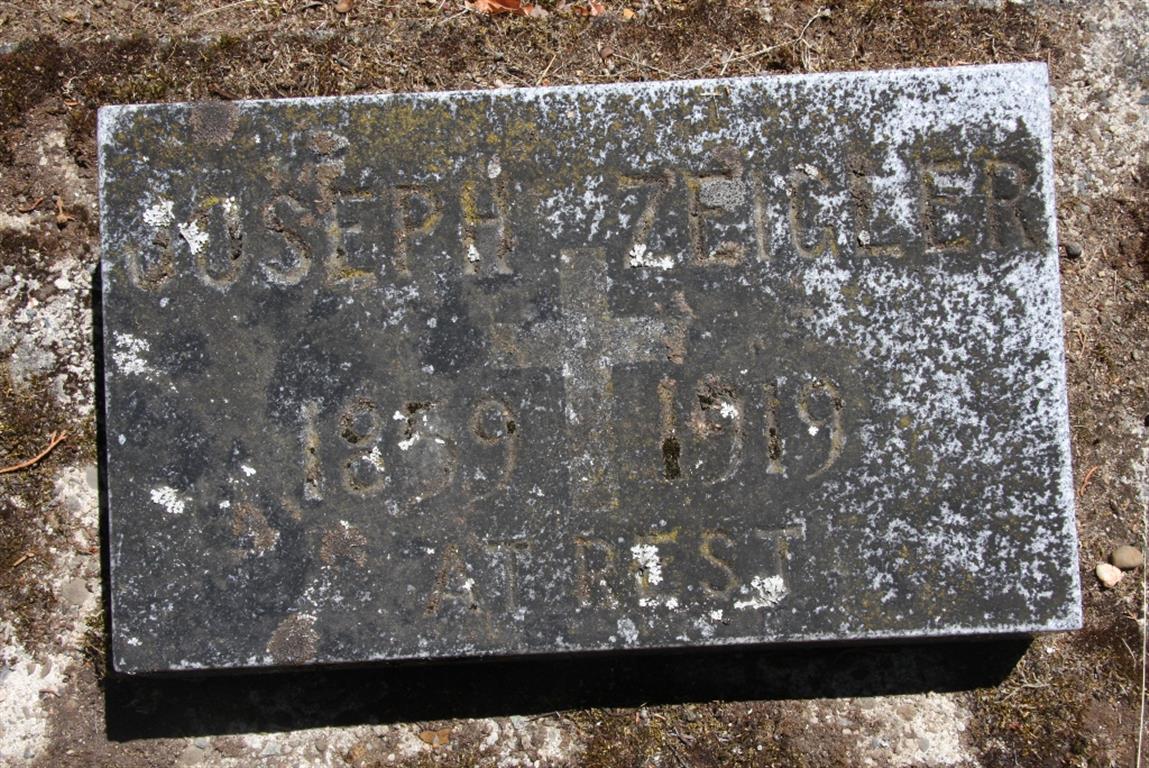 JOSEPH ZEIGLER
1859 1919
AT REST